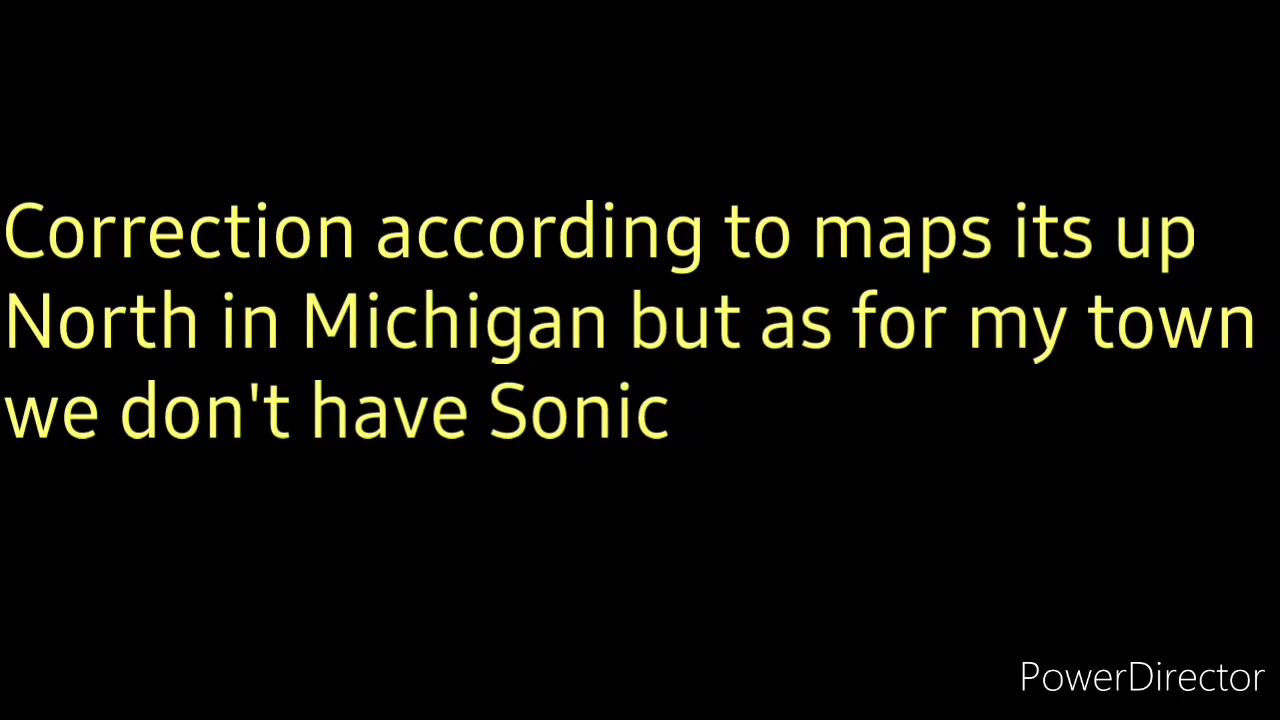 Correction according to maps its up
North in Michigan but as for my town
we don't have Sonic
PowerDirector